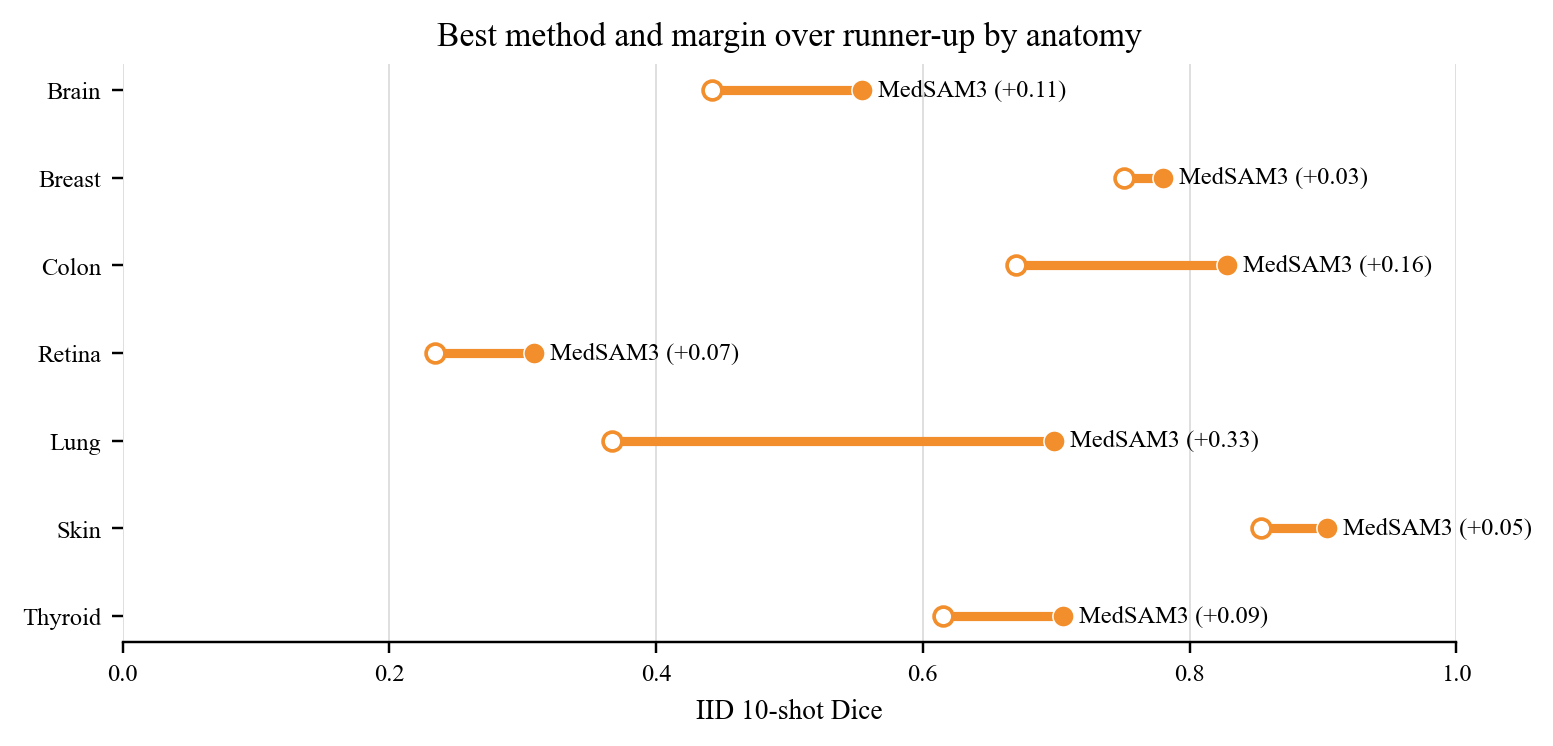 Best method and margin over runner-up by anatomy
Brain
MedSAM3 (+0.11)
Breast
MedSAM3 (+0.03)
Colon
MedSAM3 (+0.16)
Retina
MedSAM3 (+0.07)
Lung
MedSAM3 (+0.33)
Skin
MedSAM3 (+0.05)
Thyroid
MedSAM3 (+0.09)
0.0 0.2 0.4 0.6 0.8 1.0
IID 10-shot Dice